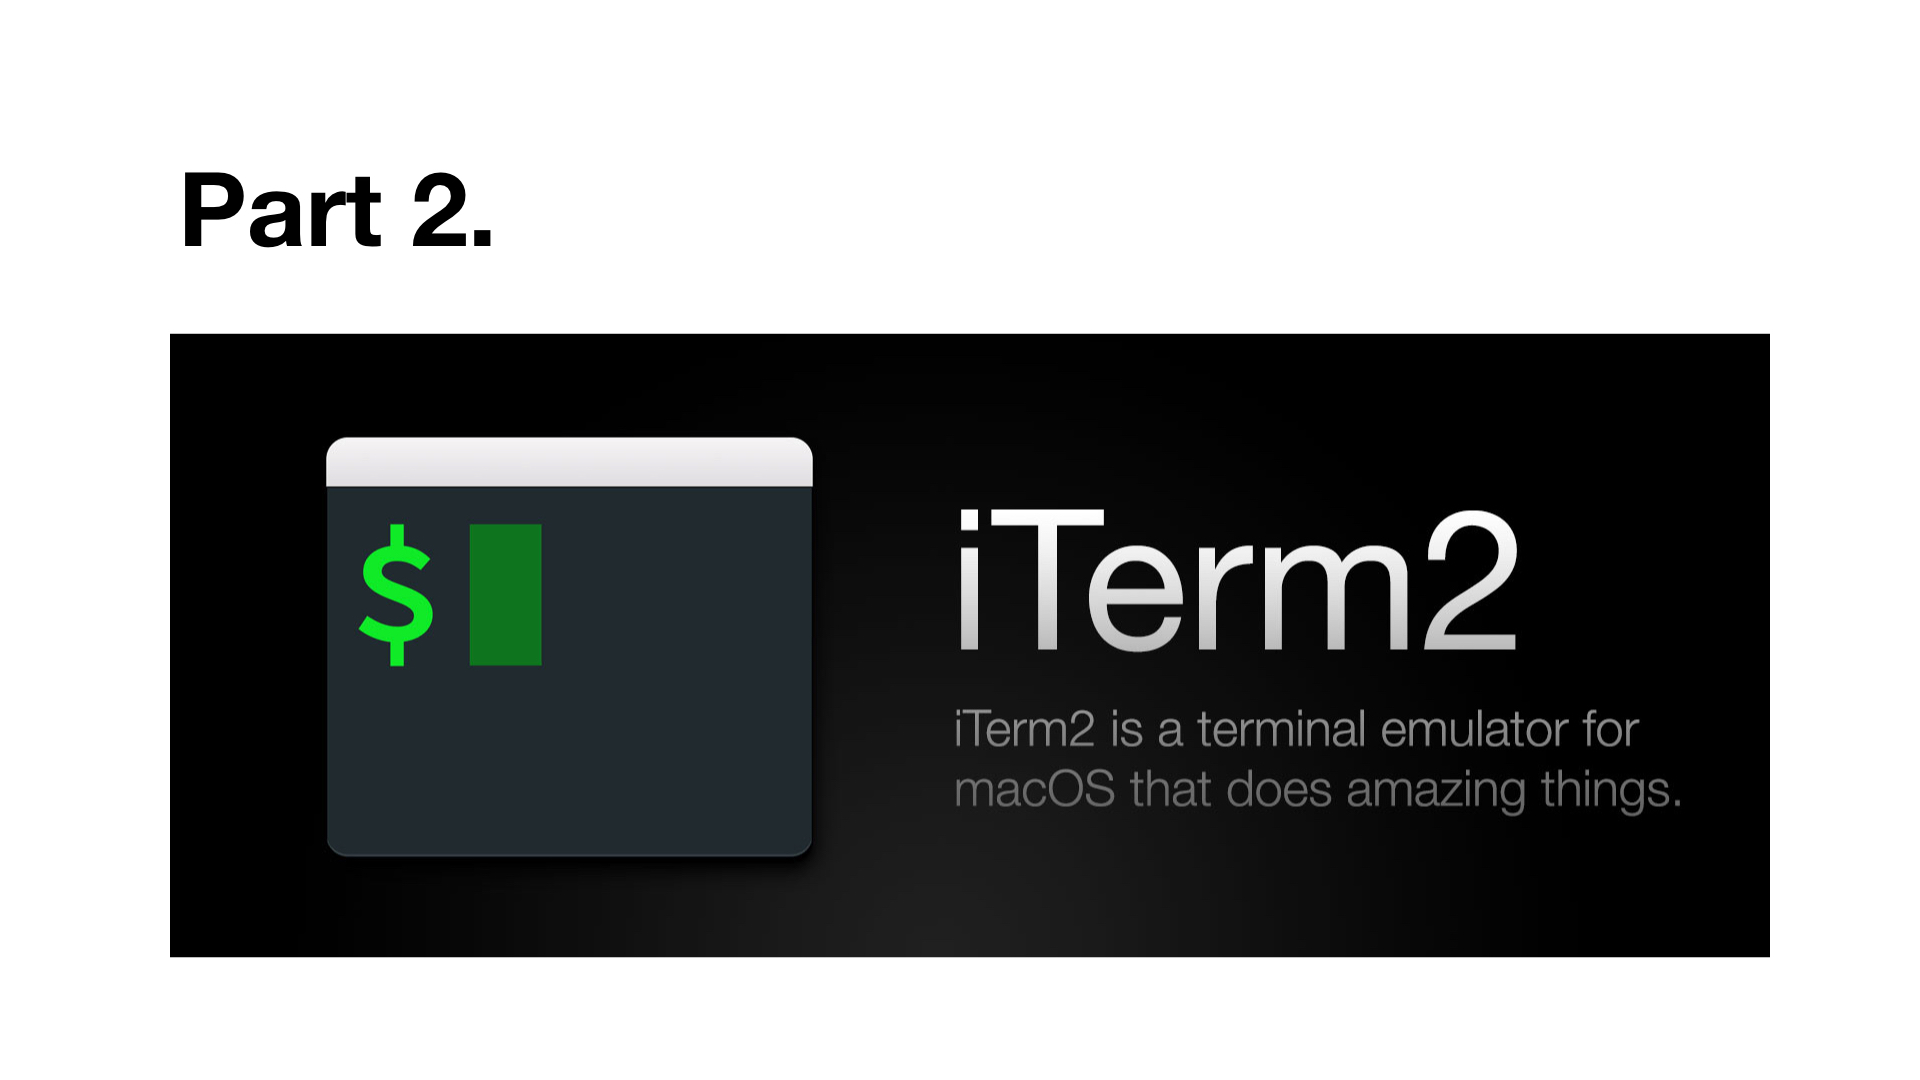 Part 2.
$
iTerm2
iTerm2 is a terminal emulator for
macOS that does amazing things.